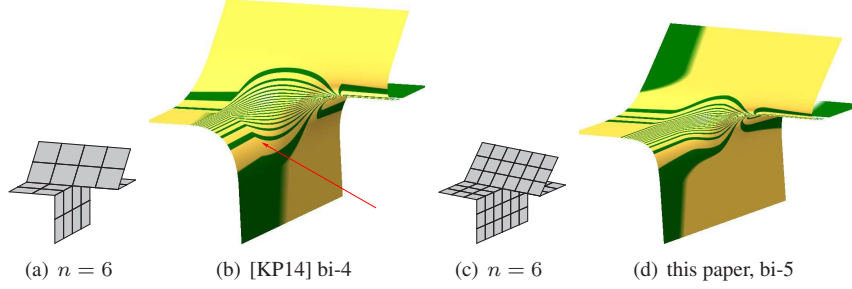 (a) n = 6
(b) [KP14] bi-4
(c) n = 6
(d) this paper, bi-5